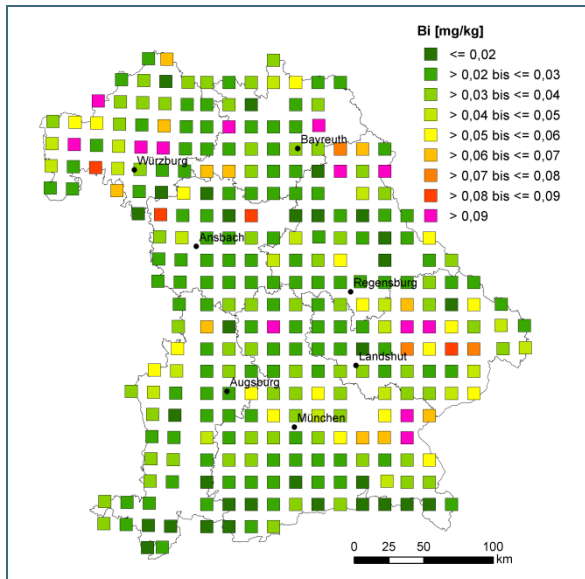 Bi [mg/kg]
<= 0,02
> 0,02 bis <= 0,03
> 0,03 bis <= 0,04
> 0,04 bis <= 0,05
> 0,05 bis <= 0,06
> 0,06 bis <= 0,07
> 0,07 bis <= 0,08
> 0,08 bis <= 0,09
> 0,09
Bayreuth
Würzburg
Ansbach
Regensburg
Landshut
Augsburg
München
0 25 50 100
km